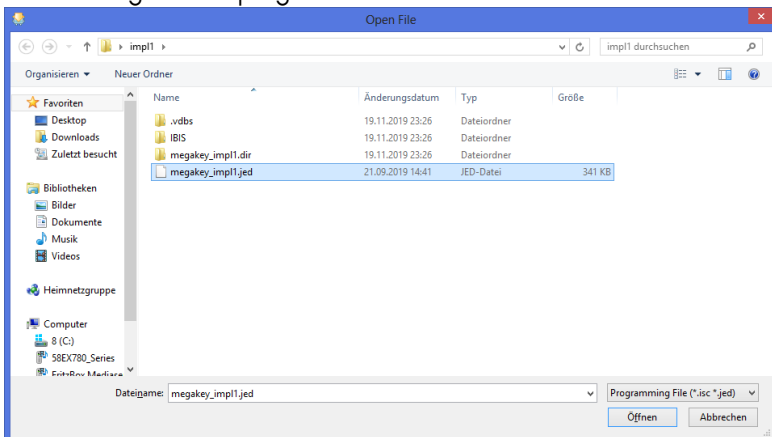 Open File
impl1
impl1 durchsuchen
Organisieren
Neuer Ordner
Name
Änderungsdatum
Typ
Größe
Favoriten
Desktop
Downloads
Zuletzt besucht
Bibliotheken
Bilder
Dokumente
Musik
Videos
Heimnetzgruppe
Computer
8 (C:)
58EX780_Series
.vdbs 19.11.2019 23:26 Dateiordner
IBIS 19.11.2019 23:26 Dateiordner
megakey_impl1.dir 19.11.2019 23:26 Dateiordner
megakey_impl1.jed 21.09.2019 14:41 JED-Datei 341 KB
Dateiname: megakey_impl1.jed
Programming File (*.isc *.jed)
Öffnen
Abbrechen